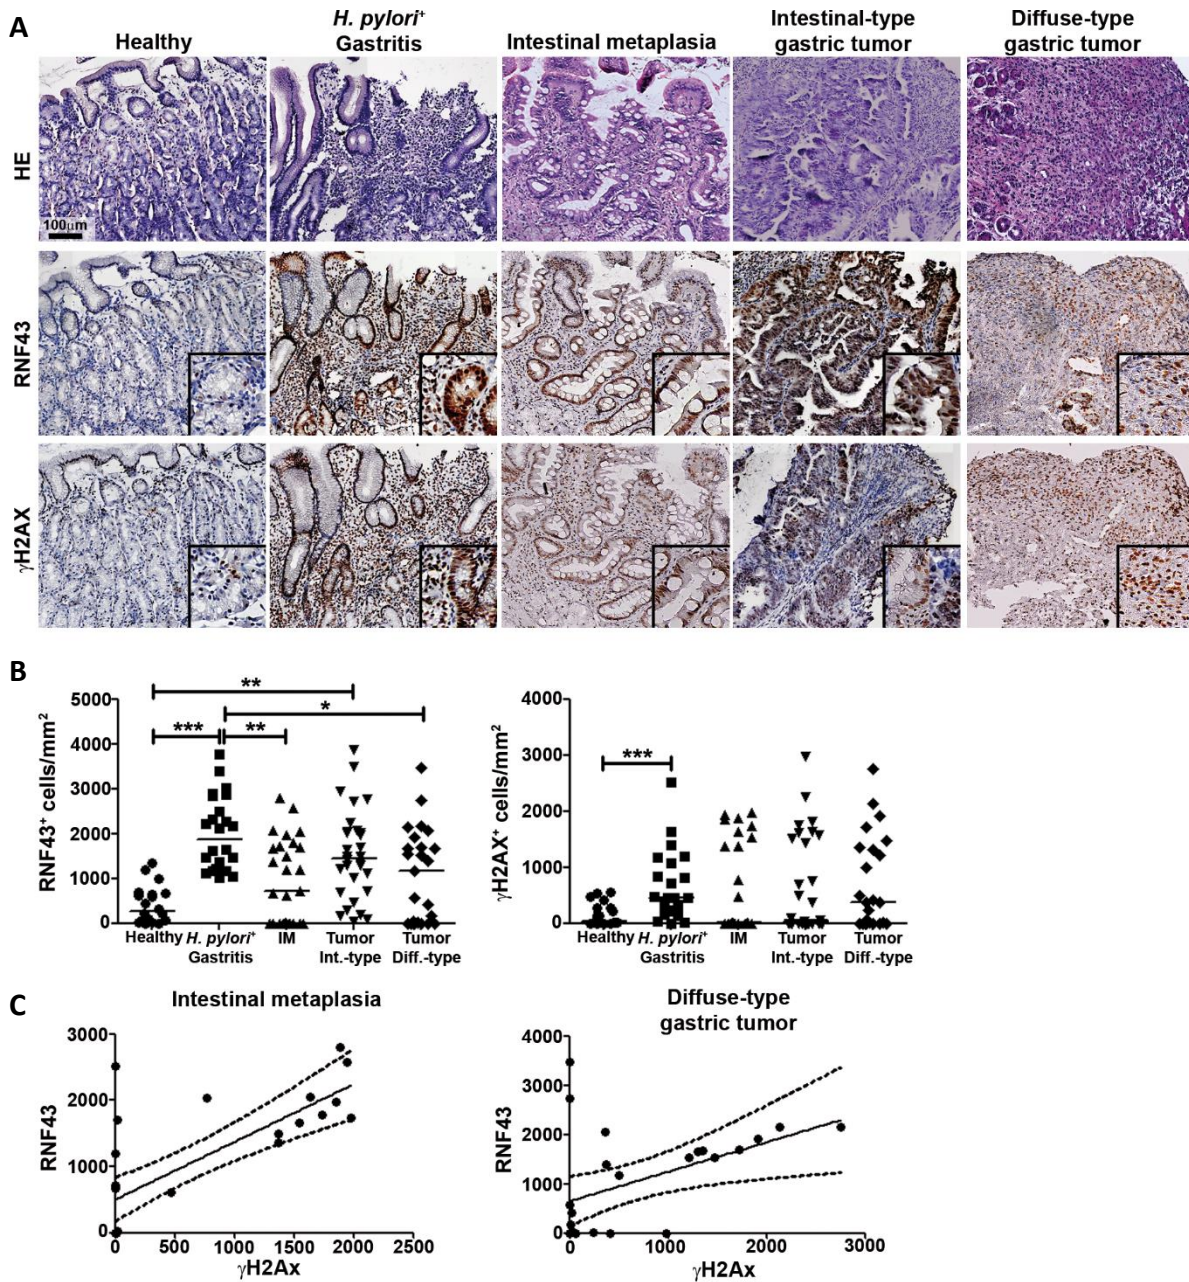 A
Healthy
H. pylori⁺
Gastritis
Intestinal metaplasia
Intestinal-type
gastric tumor
Diffuse-type
gastric tumor
HE
100μm
RNF43
γH2AX
B
RNF43⁺ cells/mm²
5000
4000
3000
2000
1000
0
**
*
***
**
Healthy
H. pylori⁺
Gastritis
IM
Tumor
Int.-type
Tumor
Diff.-type
γH2AX⁺ cells/mm²
4000
3000
2000
1000
0
***
Healthy
H. pylori⁺
Gastritis
IM
Tumor
Int.-type
Tumor
Diff.-type
C
Intestinal metaplasia
RNF43
3000
2000
1000
0
0
500
1000
1500
2000
2500
γH2Ax
Diffuse-type
gastric tumor
RNF43
4000
3000
2000
1000
0
0
1000
2000
3000
γH2Ax